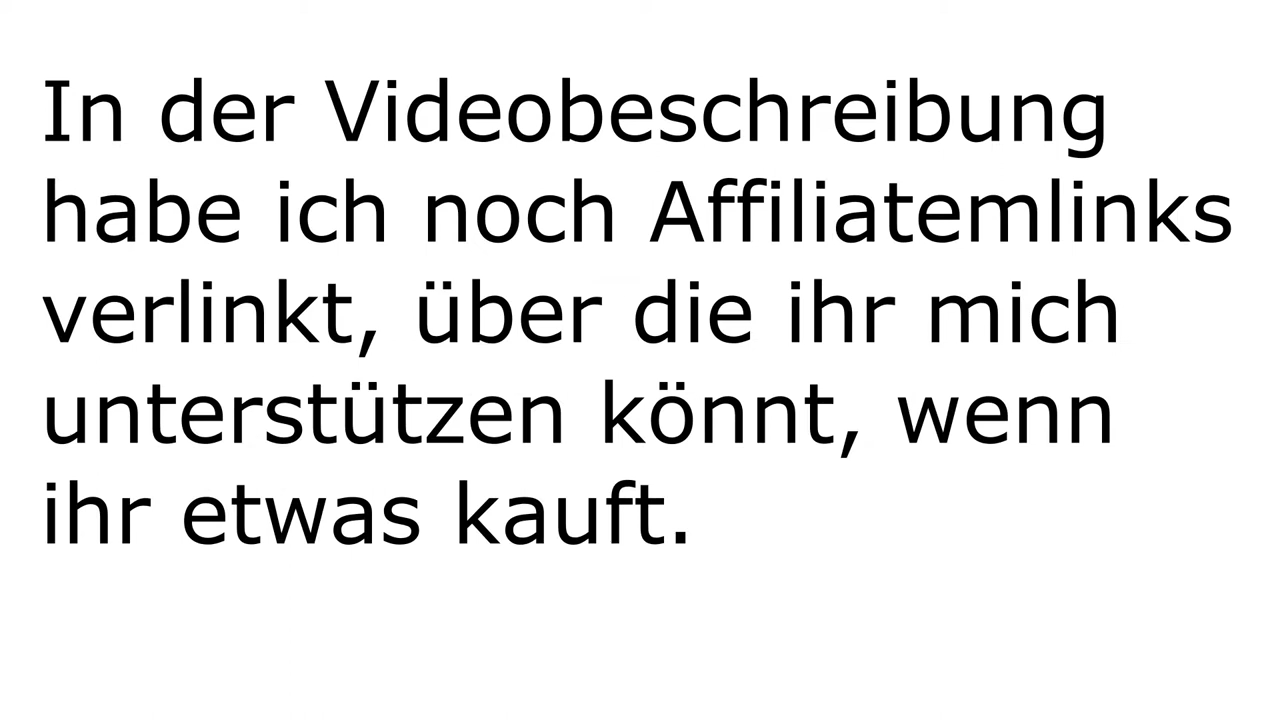 In der Videobeschreibung
habe ich noch Affiliatemlinks
verlinkt, über die ihr mich
unterstützen könnt, wenn
ihr etwas kauft.